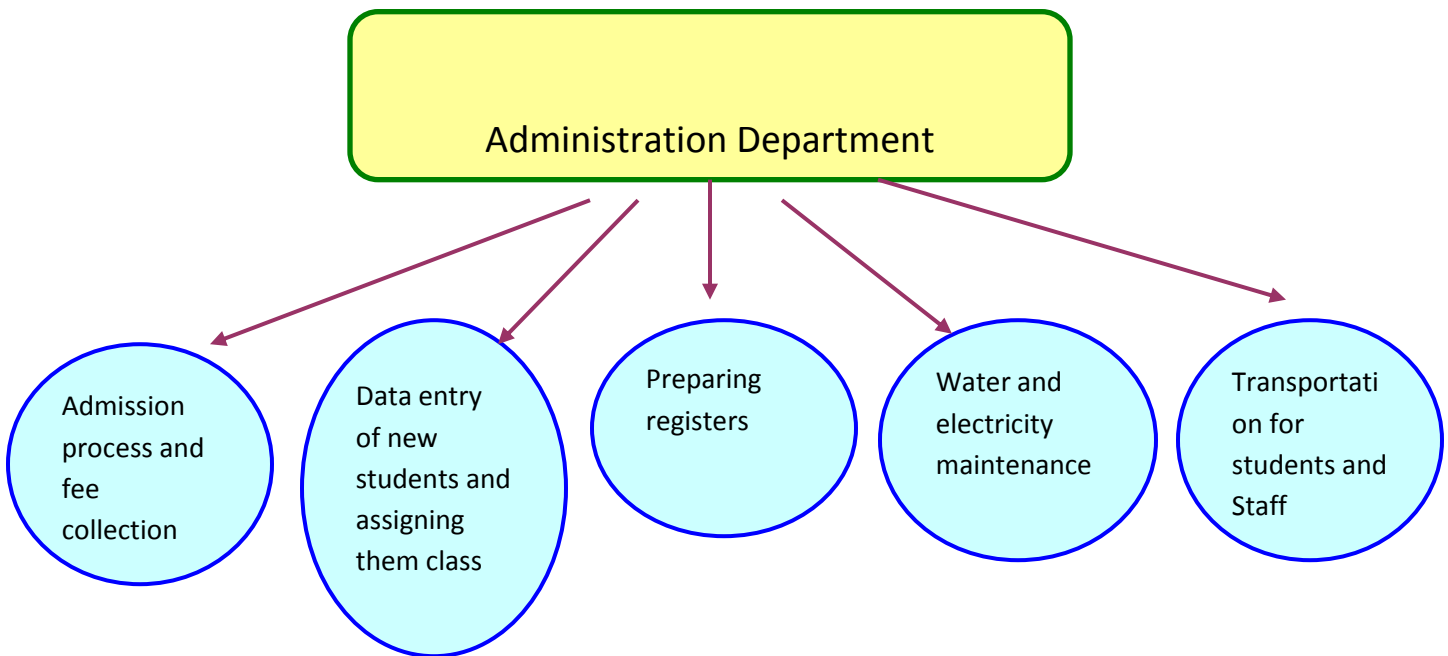 Administration Department
Admission
process and
fee
collection
Data entry
of new
students and
assigning
them class
Preparing
registers
Water and
electricity
maintenance
Transportati
on for
students and
Staff